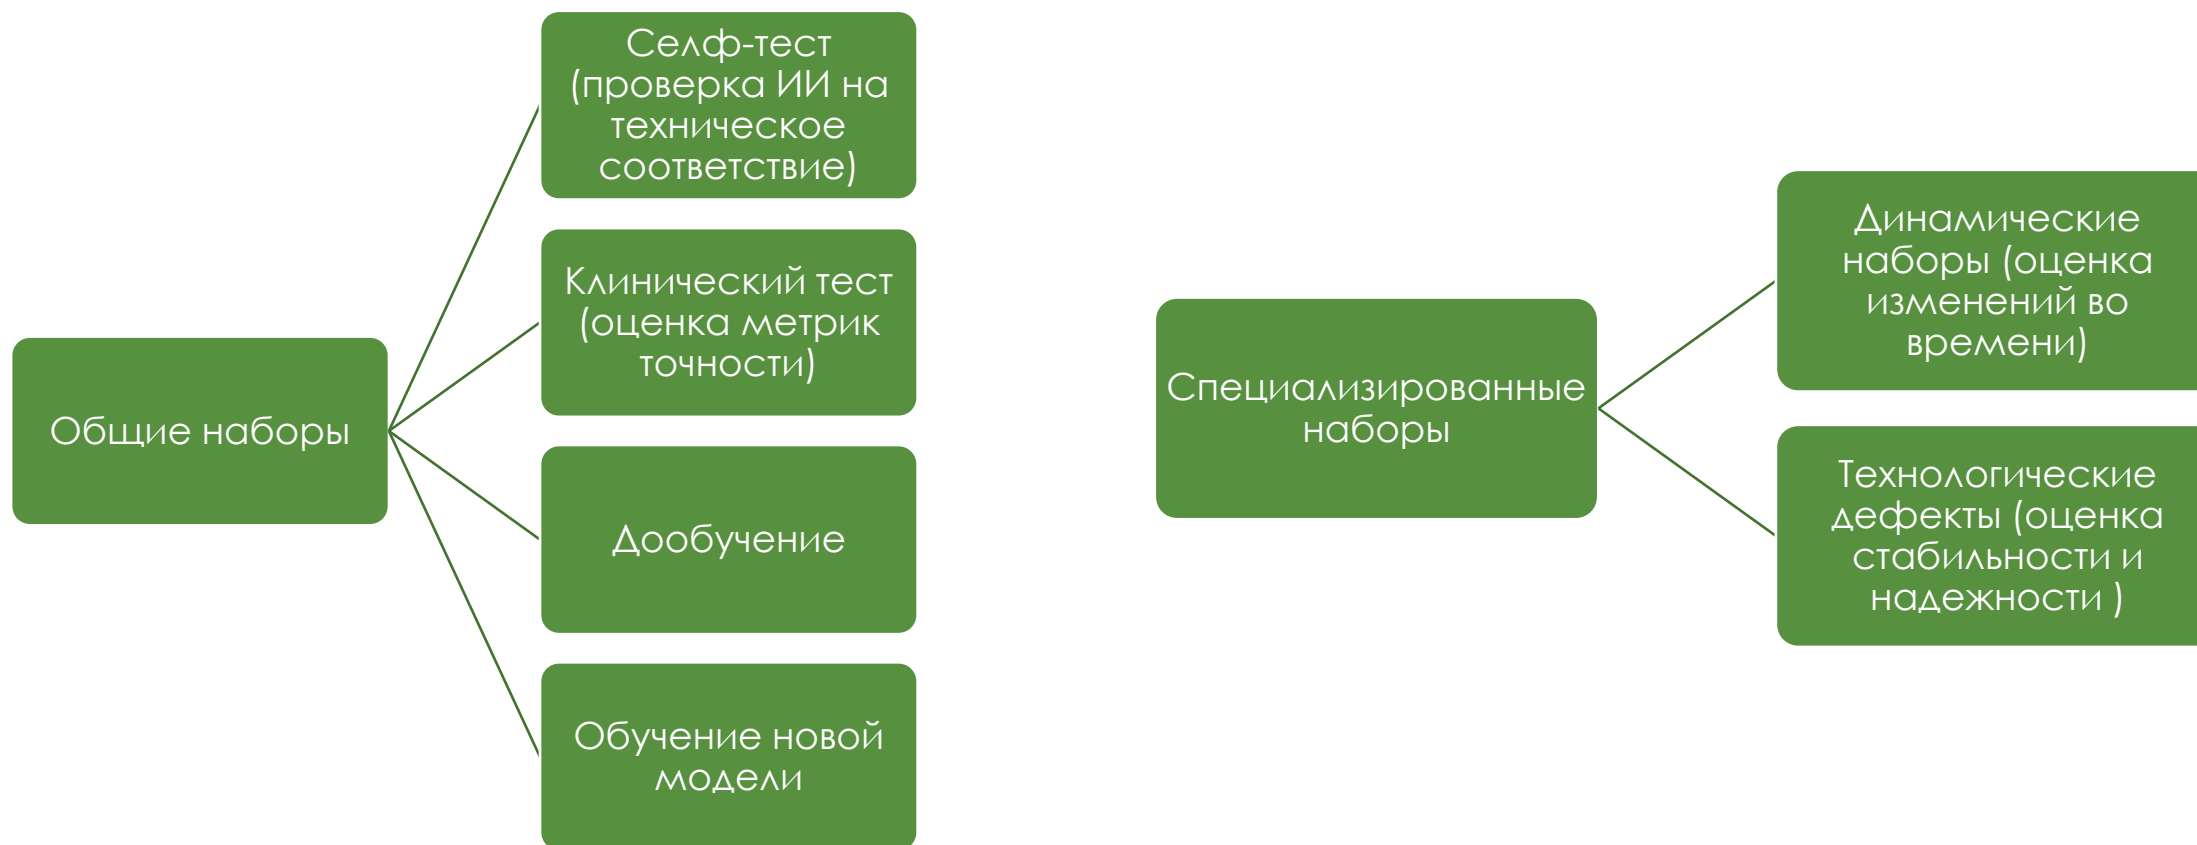 Общие наборы
Селф-тест
(проверка ИИ на
техническое
соответствие)
Клинический тест
(оценка метрик
точности)
Дообучение
Обучение новой
модели
Специализированные
наборы
Динамические
наборы (оценка
изменений во
времени)
Технологические
дефекты (оценка
стабильности и
надежности )